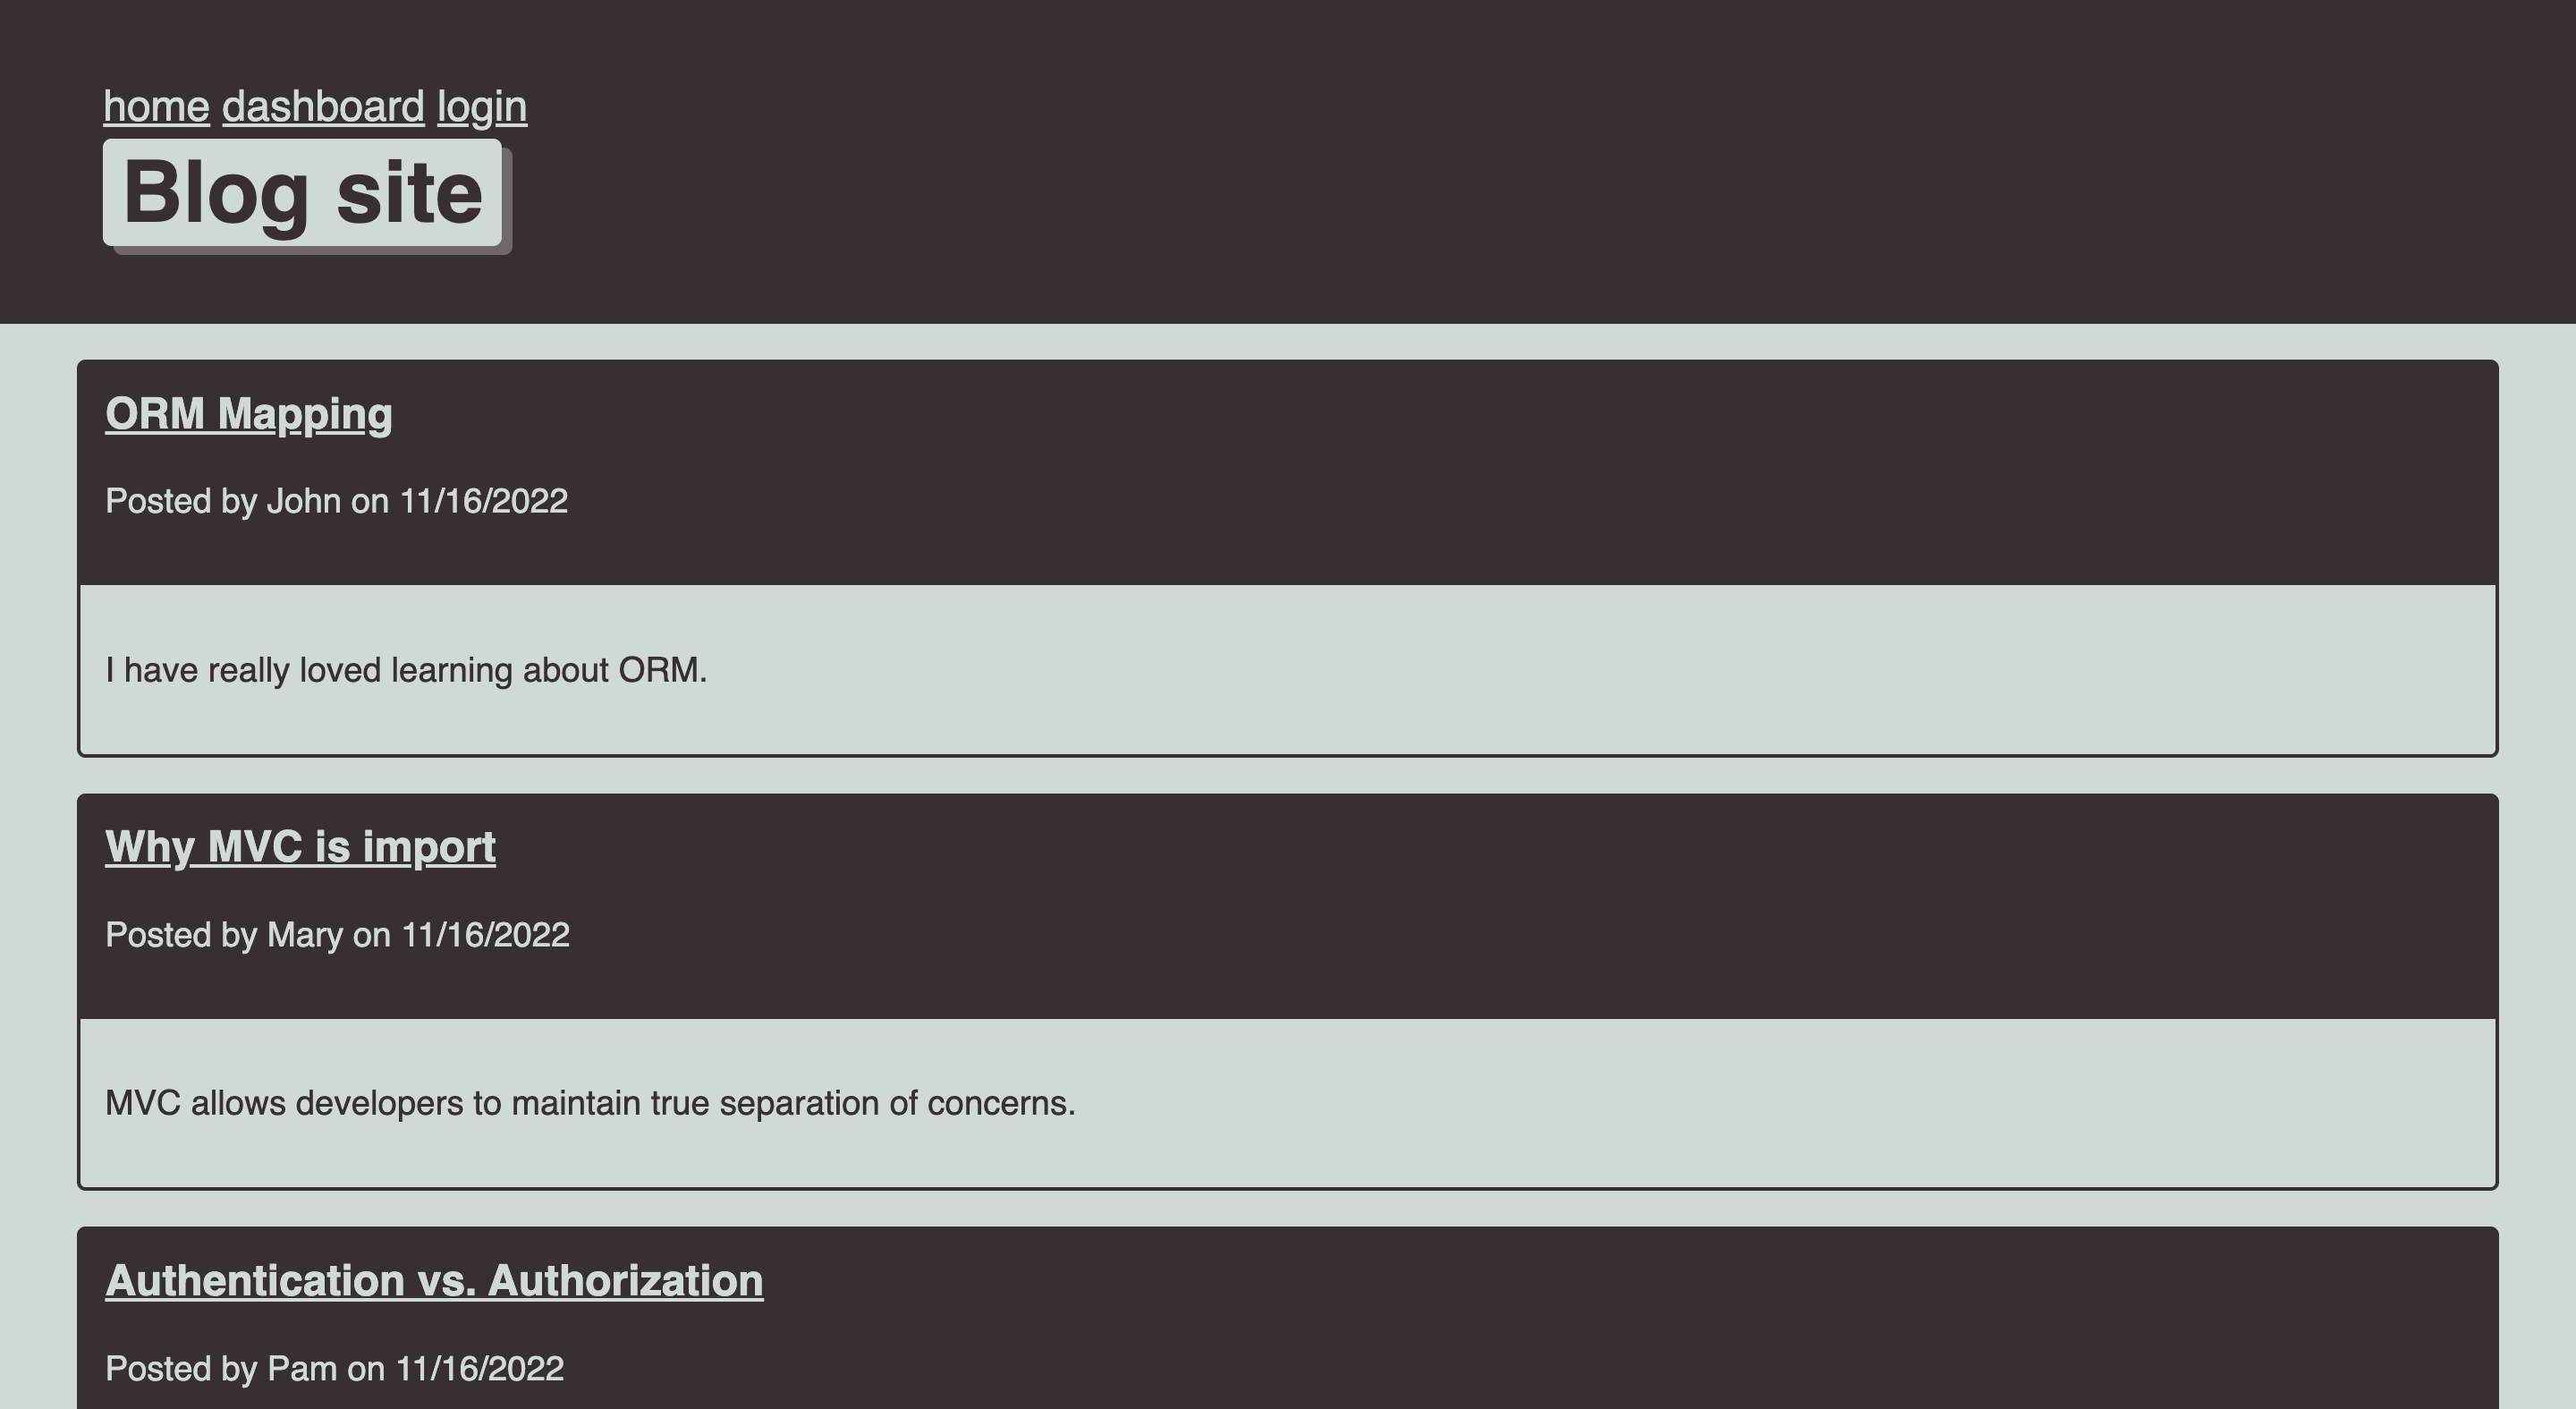 home dashboard login
Blog site
ORM Mapping
Posted by John on 11/16/2022
I have really loved learning about ORM.
Why MVC is import
Posted by Mary on 11/16/2022
MVC allows developers to maintain true separation of concerns.
Authentication vs. Authorization
Posted by Pam on 11/16/2022